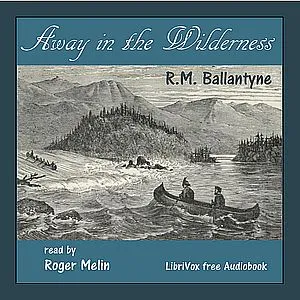 Away in the Wilderness
R.M. Ballantyne
read by
Roger Melin
LibriVox free Audiobook